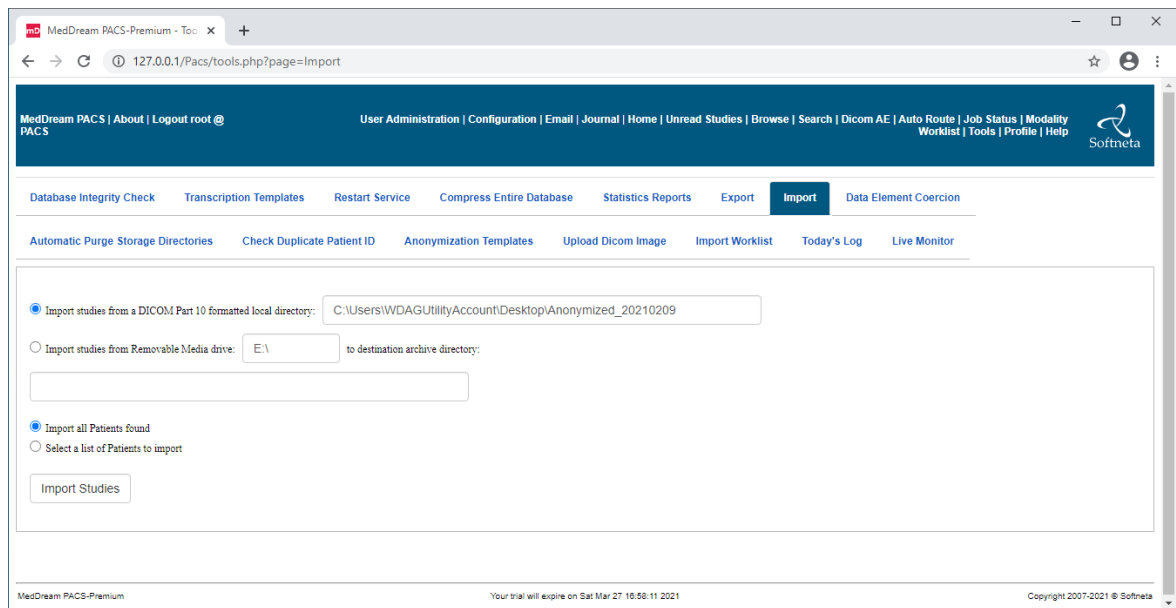 mD MedDream PACS-Premium - Too
127.0.0.1/Pacs/tools.php?page=Import
MedDream PACS | About | Logout root @
PACS
User Administration | Configuration | Email | Journal | Home | Unread Studies | Browse | Search | Dicom AE | Auto Route | Job Status | Modality
Worklist | Tools | Profile | Help
Softneta
Database Integrity Check Transcription Templates Restart Service Compress Entire Database Statistics Reports Export Import Data Element Coercion
Automatic Purge Storage Directories Check Duplicate Patient ID Anonymization Templates Upload Dicom Image Import Worklist Today's Log Live Monitor
Import studies from a DICOM Part 10 formatted local directory: C:\Users\WDAGUtilityAccount\Desktop\Anonymized_20210209
Import studies from Removable Media drive: E:\ to destination archive directory:
Import all Patients found
Select a list of Patients to import
Import Studies
MedDream PACS-Premium Your trial will expire on Sat Mar 27 16:58:11 2021 Copyright 2007-2021 © Softneta